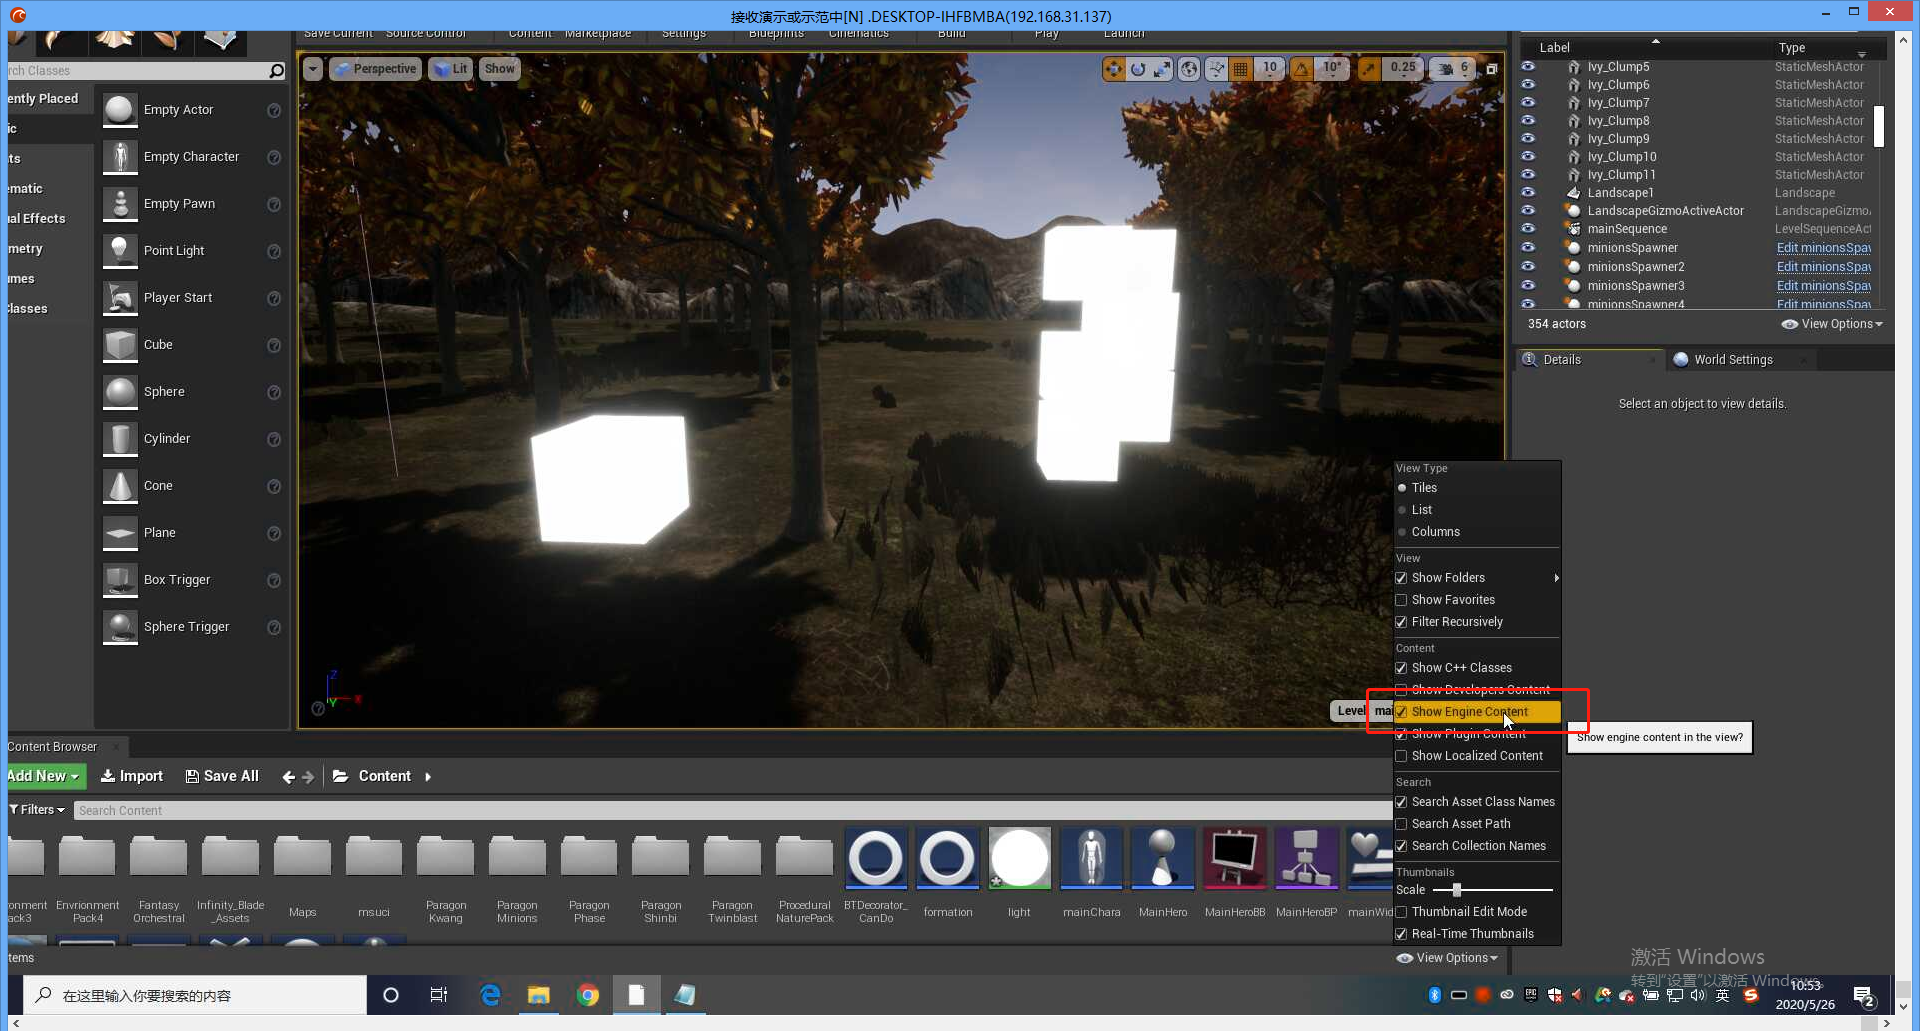 接收演示或示范中[N] .DESKTOP-IHFBMBA(192.168.31.137)
Save Current Source Control Content Marketplace Settings Blueprints Cinematics Build Play Launch
rch Classes
ently Placed
ic
ts
ematic
ual Effects
metry
umes
lasses
Empty Actor
Empty Character
Empty Pawn
Point Light
Player Start
Cube
Sphere
Cylinder
Cone
Plane
Box Trigger
Sphere Trigger
Perspective Lit Show
10 10° 0.25 6
Z
X
Y
Level mai
Label Type
Ivy_Clump5 StaticMeshActor
Ivy_Clump6 StaticMeshActor
Ivy_Clump7 StaticMeshActor
Ivy_Clump8 StaticMeshActor
Ivy_Clump9 StaticMeshActor
Ivy_Clump10 StaticMeshActor
Ivy_Clump11 StaticMeshActor
Landscape1 Landscape
LandscapeGizmoActiveActor LandscapeGizmo
mainSequence LevelSequenceAct
minionsSpawner Edit minionsSpav
minionsSpawner2 Edit minionsSpav
minionsSpawner3 Edit minionsSpav
minionsSpawner4 Edit minionsSpav
354 actors View Options
Details World Settings
Select an object to view details.
View Type
Tiles
List
Columns
View
Show Folders
Show Favorites
Filter Recursively
Content
Show C++ Classes
Show Developers Content
Show Engine Content
Show Plugin Content
Show Localized Content
Search
Search Asset Class Names
Search Asset Path
Search Collection Names
Thumbnails
Scale
Thumbnail Edit Mode
Real-Time Thumbnails
View Options
Show engine content in the view?
Content Browser
Add New Import Save All Content
Filters Search Content
ronment
ack3
Envrionment
Pack4
Fantasy
Orchestral
Infinity_Blade
_Assets
Maps
msuci
Paragon
Kwang
Paragon
Minions
Paragon
Phase
Paragon
Shinbi
Paragon
Twinblast
Procedural
NaturePack
BTDecorator_
CanDo
formation
light
mainChara
MainHero
MainHeroBB
MainHeroBP
mainWid
tems
激活 Windows
转到“设置”以激活 Windows。
在这里输入你要搜索的内容
英
10:53
2020/5/26
2